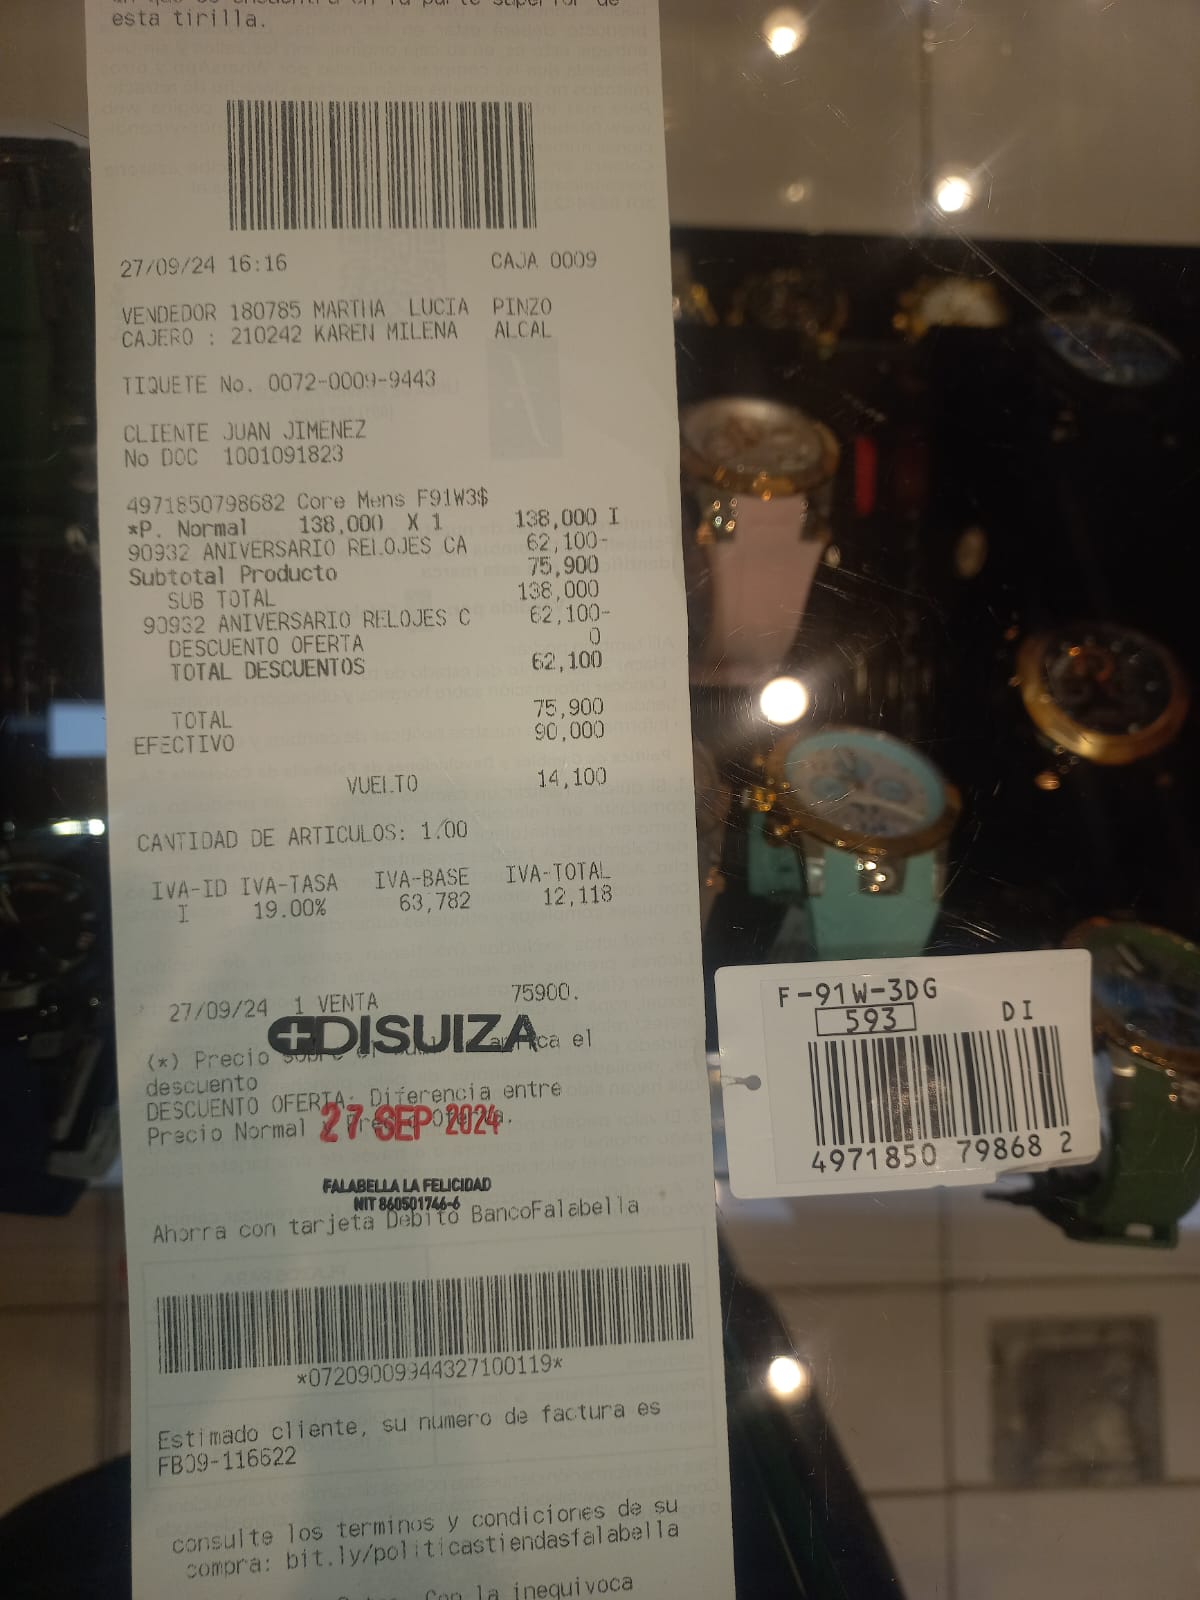 esta tirilla.
27/09/24 16:16 CAJA 0009
VENDEDOR 180785 MARTHA LUCIA PINZO
CAJERO : 210242 KAREN MILENA ALCAL
TIQUETE No. 0072-0009-9443
CLIENTE JUAN JIMENEZ
No DOC 1001091823
4971850798682 Core Mens F91W3$
*P. Normal 138,000 X 1 138,000 I
90932 ANIVERSARIO RELOJES CA 62,100-
Subtotal Producto 75,900
SUB TOTAL 138,000
90932 ANIVERSARIO RELOJES C 62,100-
DESCUENTO OFERTA 0
TOTAL DESCUENTOS 62,100
TOTAL 75,900
EFECTIVO 90,000
VUELTO 14,100
CANTIDAD DE ARTICULOS: 1.00
IVA-ID IVA-TASA IVA-BASE IVA-TOTAL
I 19.00% 63,782 12,118
27/09/24 1 VENTA 75900.
DISUIZA
(*) Precio sobre el el
descuento
DESCUENTO OFERTA: Diferencia entre
Precio Normal y
27 SEP 2024
FALABELLA LA FELICIDAD
NIT 860501746-6
Ahorra con tarjeta Debito BancoFalabella
*07209009944327100119*
Estimado cliente, su numero de factura es
FB09-116622
consulte los terminos y condiciones de su
compra: bit.ly/politicastiendasfalabella
Con la inequivoca
F-91W-3DG
593 DI
4971850 79868 2